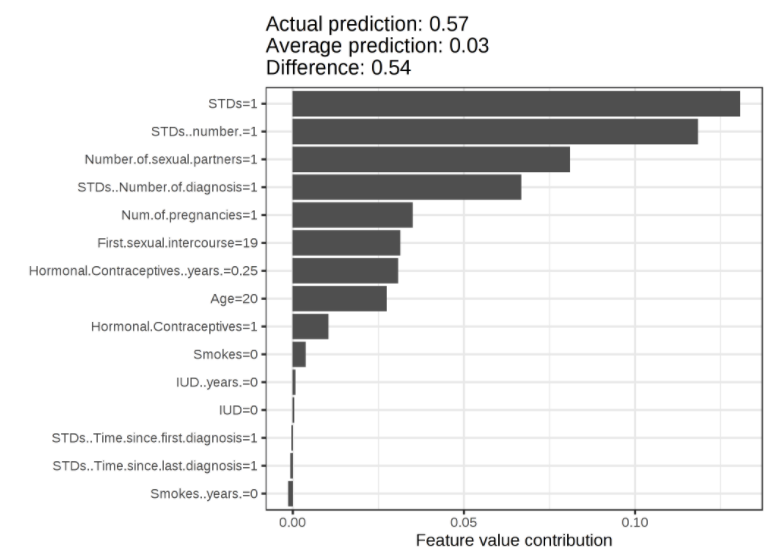 Actual prediction: 0.57
Average prediction: 0.03
Difference: 0.54
STDs=1
STDs..number.=1
Number.of.sexual.partners=1
STDs..Number.of.diagnosis=1
Num.of.pregnancies=1
First.sexual.intercourse=19
Hormonal.Contraceptives..years.=0.25
Age=20
Hormonal.Contraceptives=1
Smokes=0
IUD..years.=0
IUD=0
STDs..Time.since.first.diagnosis=1
STDs..Time.since.last.diagnosis=1
Smokes..years.=0
0.00 0.05 0.10
Feature value contribution